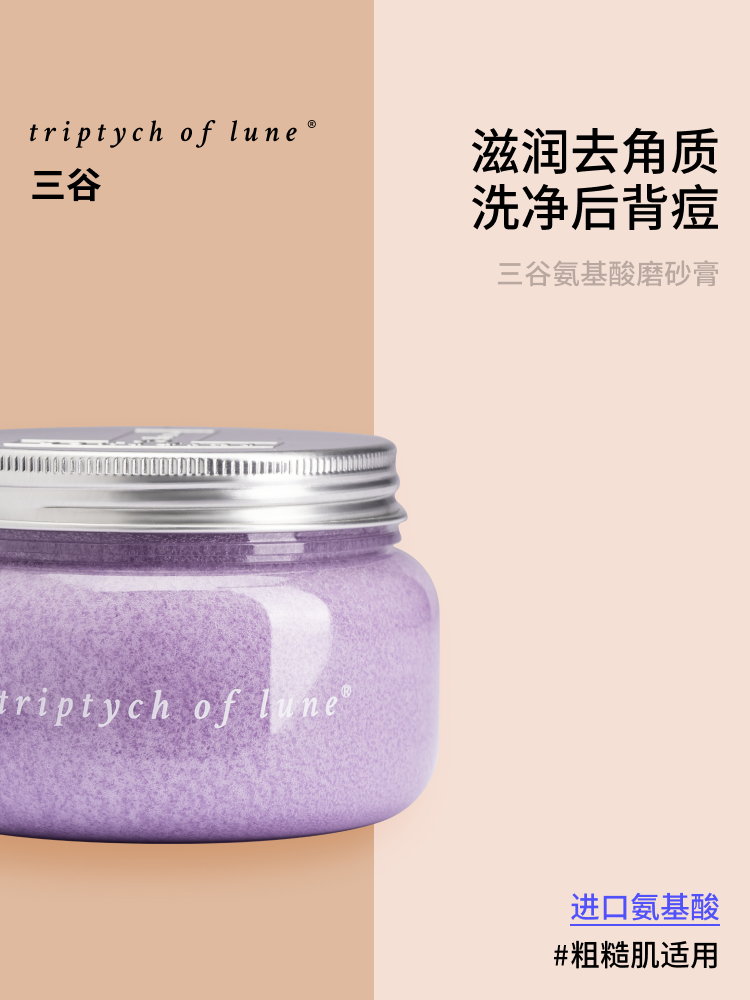 triptych of lune®
三谷
滋润去角质
洗净后背痘
三谷氨基酸磨砂膏
triptych of lune®
进口氨基酸
#粗糙肌适用